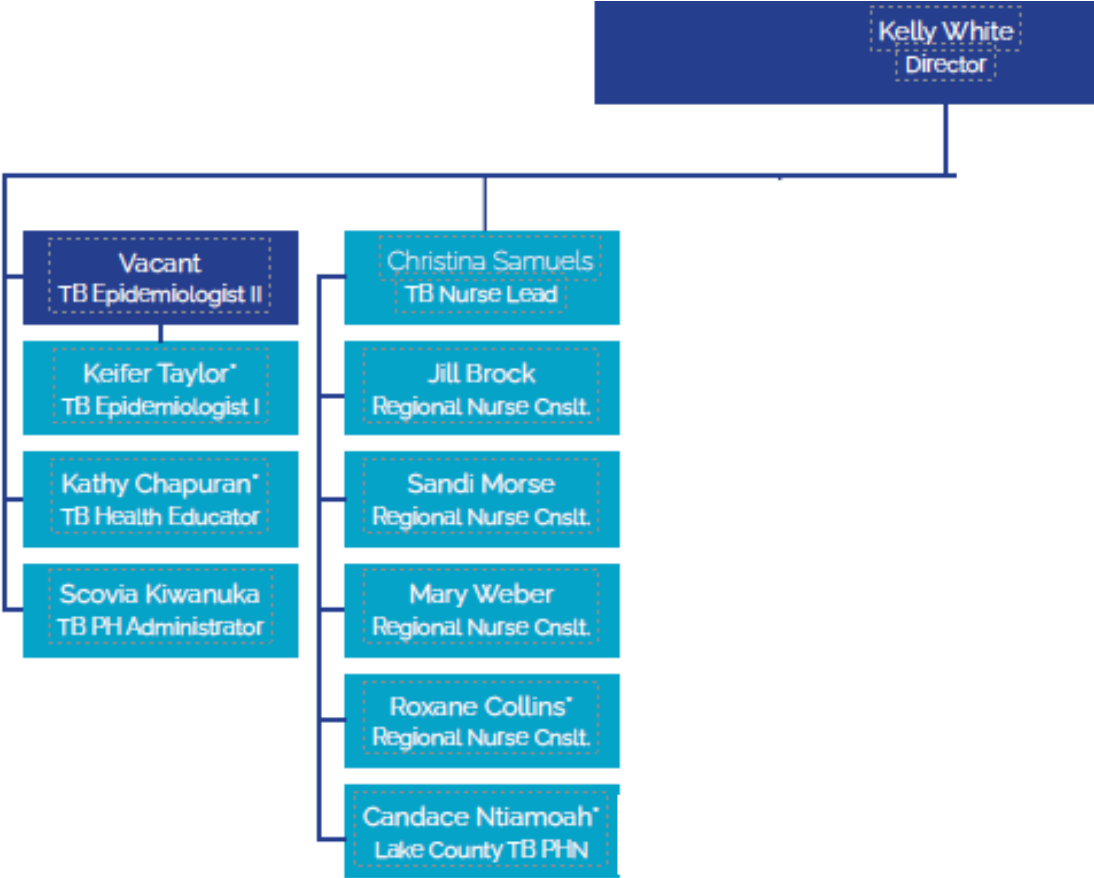 Kelly White
Director
Vacant
TB Epidemiologist II
Keifer Taylor*
TB Epidemiologist I
Kathy Chapuran*
TB Health Educator
Scovia Kiwanuka
TB PH Administrator
Christina Samuels
TB Nurse Lead
Jill Brock
Regional Nurse Cnslt.
Sandi Morse
Regional Nurse Cnslt.
Mary Weber
Regional Nurse Cnslt.
Roxane Collins*
Regional Nurse Cnslt.
Candace Ntiamoah*
Lake County TB PHN